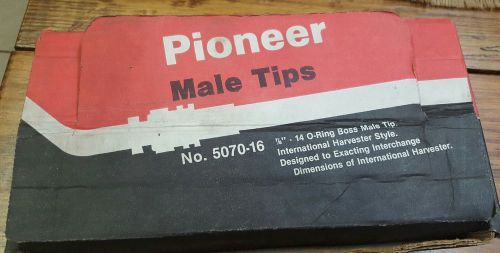 Pioneer
Male Tips
No. 5070-16
⅞" - 14 O-Ring Boss Male Tip.
International Harvester Style.
Designed to Exacting Interchange
Dimensions of International Harvester.